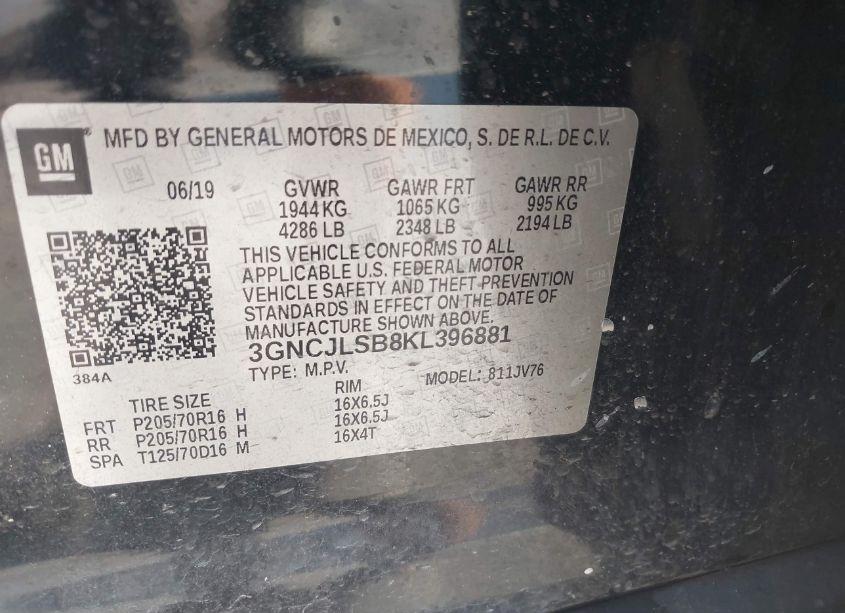 GM
MFD BY GENERAL MOTORS DE MEXICO, S. DE R.L. DE C.V.
06/19 GVWR GAWR FRT GAWR RR
1944 KG 1065 KG 995 KG
4286 LB 2348 LB 2194 LB
THIS VEHICLE CONFORMS TO ALL
APPLICABLE U.S. FEDERAL MOTOR
VEHICLE SAFETY AND THEFT PREVENTION
STANDARDS IN EFFECT ON THE DATE OF
MANUFACTURE SHOWN ABOVE.
3GNCJLSB8KL396881
384A
TYPE: M.P.V. MODEL: 811JV76
TIRE SIZE RIM
FRT P205/70R16 H 16X6.5J
RR P205/70R16 H 16X6.5J
SPA T125/70D16 M 16X4T